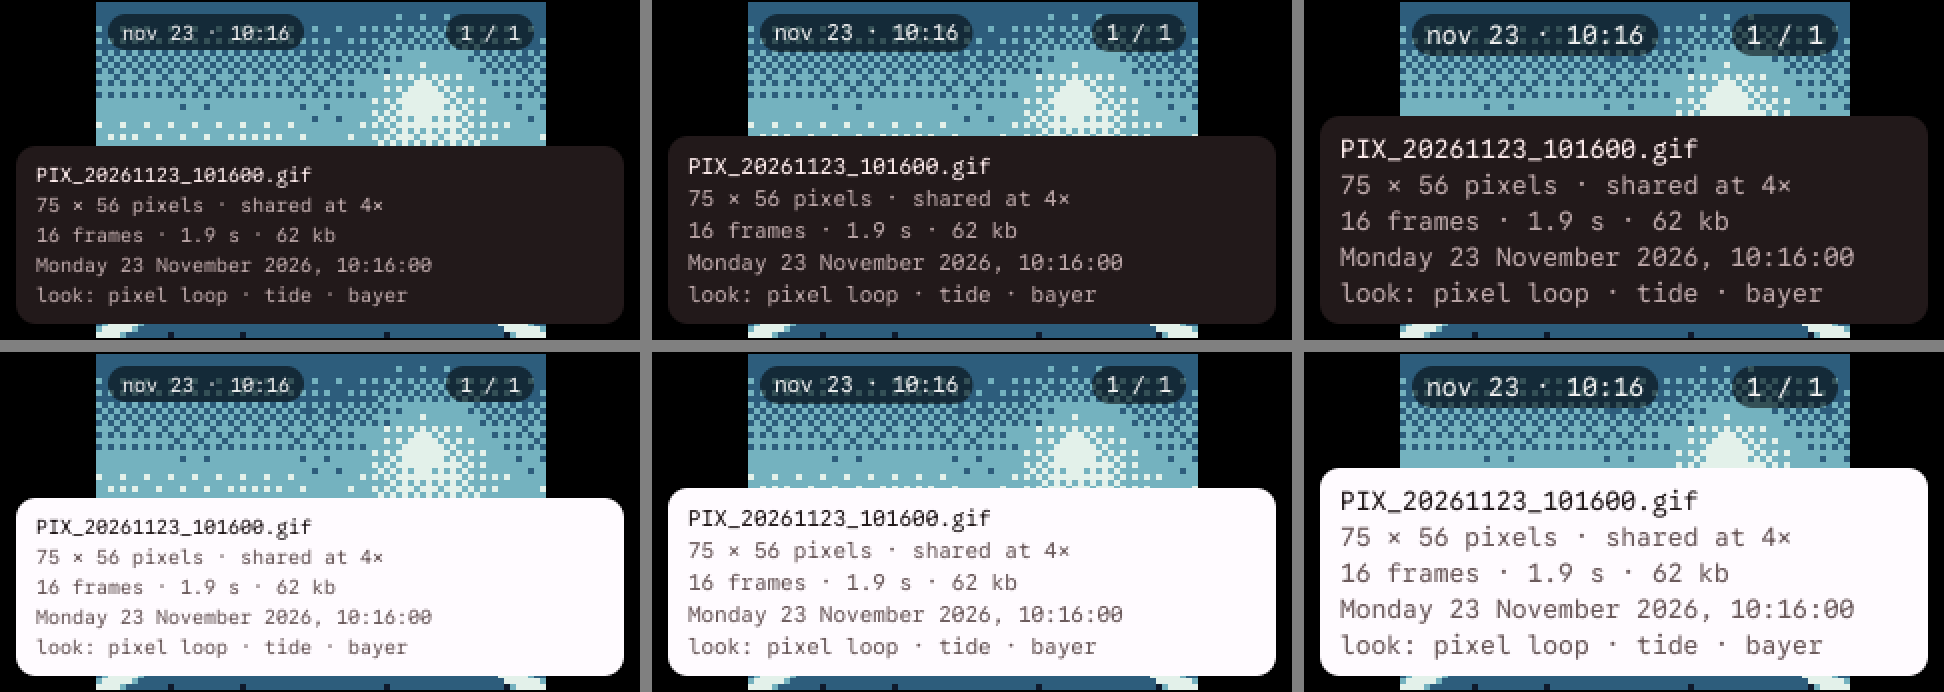 nov 23 · 10:16
1 / 1
PIX_20261123_101600.gif
75 × 56 pixels · shared at 4×
16 frames · 1.9 s · 62 kb
Monday 23 November 2026, 10:16:00
look: pixel loop · tide · bayer
nov 23 · 10:16
1 / 1
PIX_20261123_101600.gif
75 × 56 pixels · shared at 4×
16 frames · 1.9 s · 62 kb
Monday 23 November 2026, 10:16:00
look: pixel loop · tide · bayer
nov 23 · 10:16
1 / 1
PIX_20261123_101600.gif
75 × 56 pixels · shared at 4×
16 frames · 1.9 s · 62 kb
Monday 23 November 2026, 10:16:00
look: pixel loop · tide · bayer
nov 23 · 10:16
1 / 1
PIX_20261123_101600.gif
75 × 56 pixels · shared at 4×
16 frames · 1.9 s · 62 kb
Monday 23 November 2026, 10:16:00
look: pixel loop · tide · bayer
nov 23 · 10:16
1 / 1
PIX_20261123_101600.gif
75 × 56 pixels · shared at 4×
16 frames · 1.9 s · 62 kb
Monday 23 November 2026, 10:16:00
look: pixel loop · tide · bayer
nov 23 · 10:16
1 / 1
PIX_20261123_101600.gif
75 × 56 pixels · shared at 4×
16 frames · 1.9 s · 62 kb
Monday 23 November 2026, 10:16:00
look: pixel loop · tide · bayer